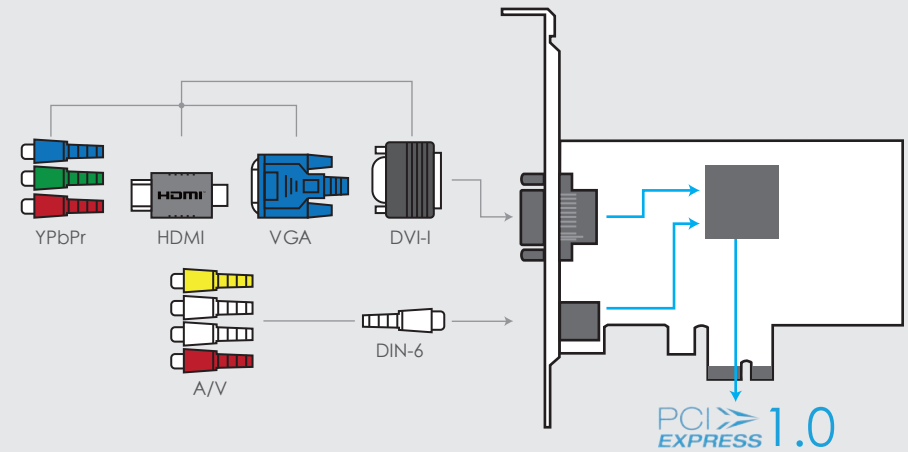 HDMI
YPbPr
HDMI
VGA
DVI-I
DIN-6
A/V
PCI
EXPRESS
1.0